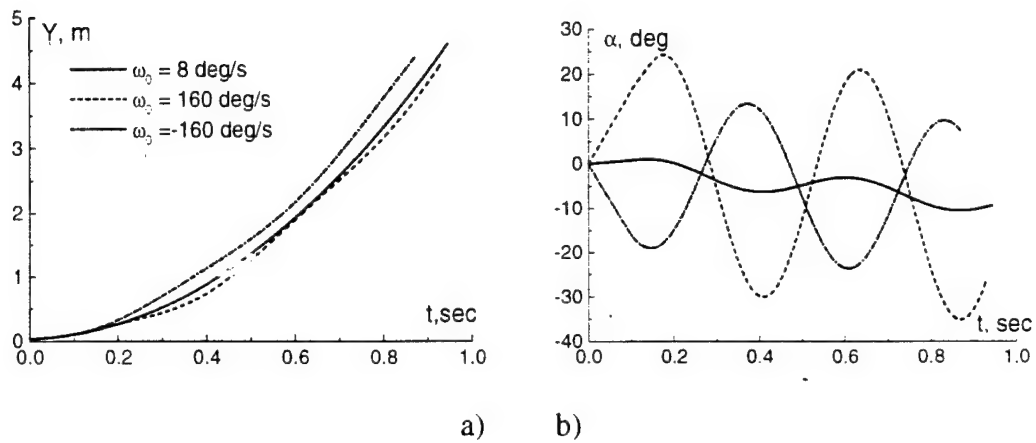 Y, m
5
4
3
2
1
0
0.0 0.2 0.4 0.6 0.8 1.0
t,sec
ω₀ = 8 deg/s
ω₀ = 160 deg/s
ω₀ =-160 deg/s
a)
α, deg
30
20
10
0
-10
-20
-30
-40
0.0 0.2 0.4 0.6 0.8 1.0
t, sec
b)